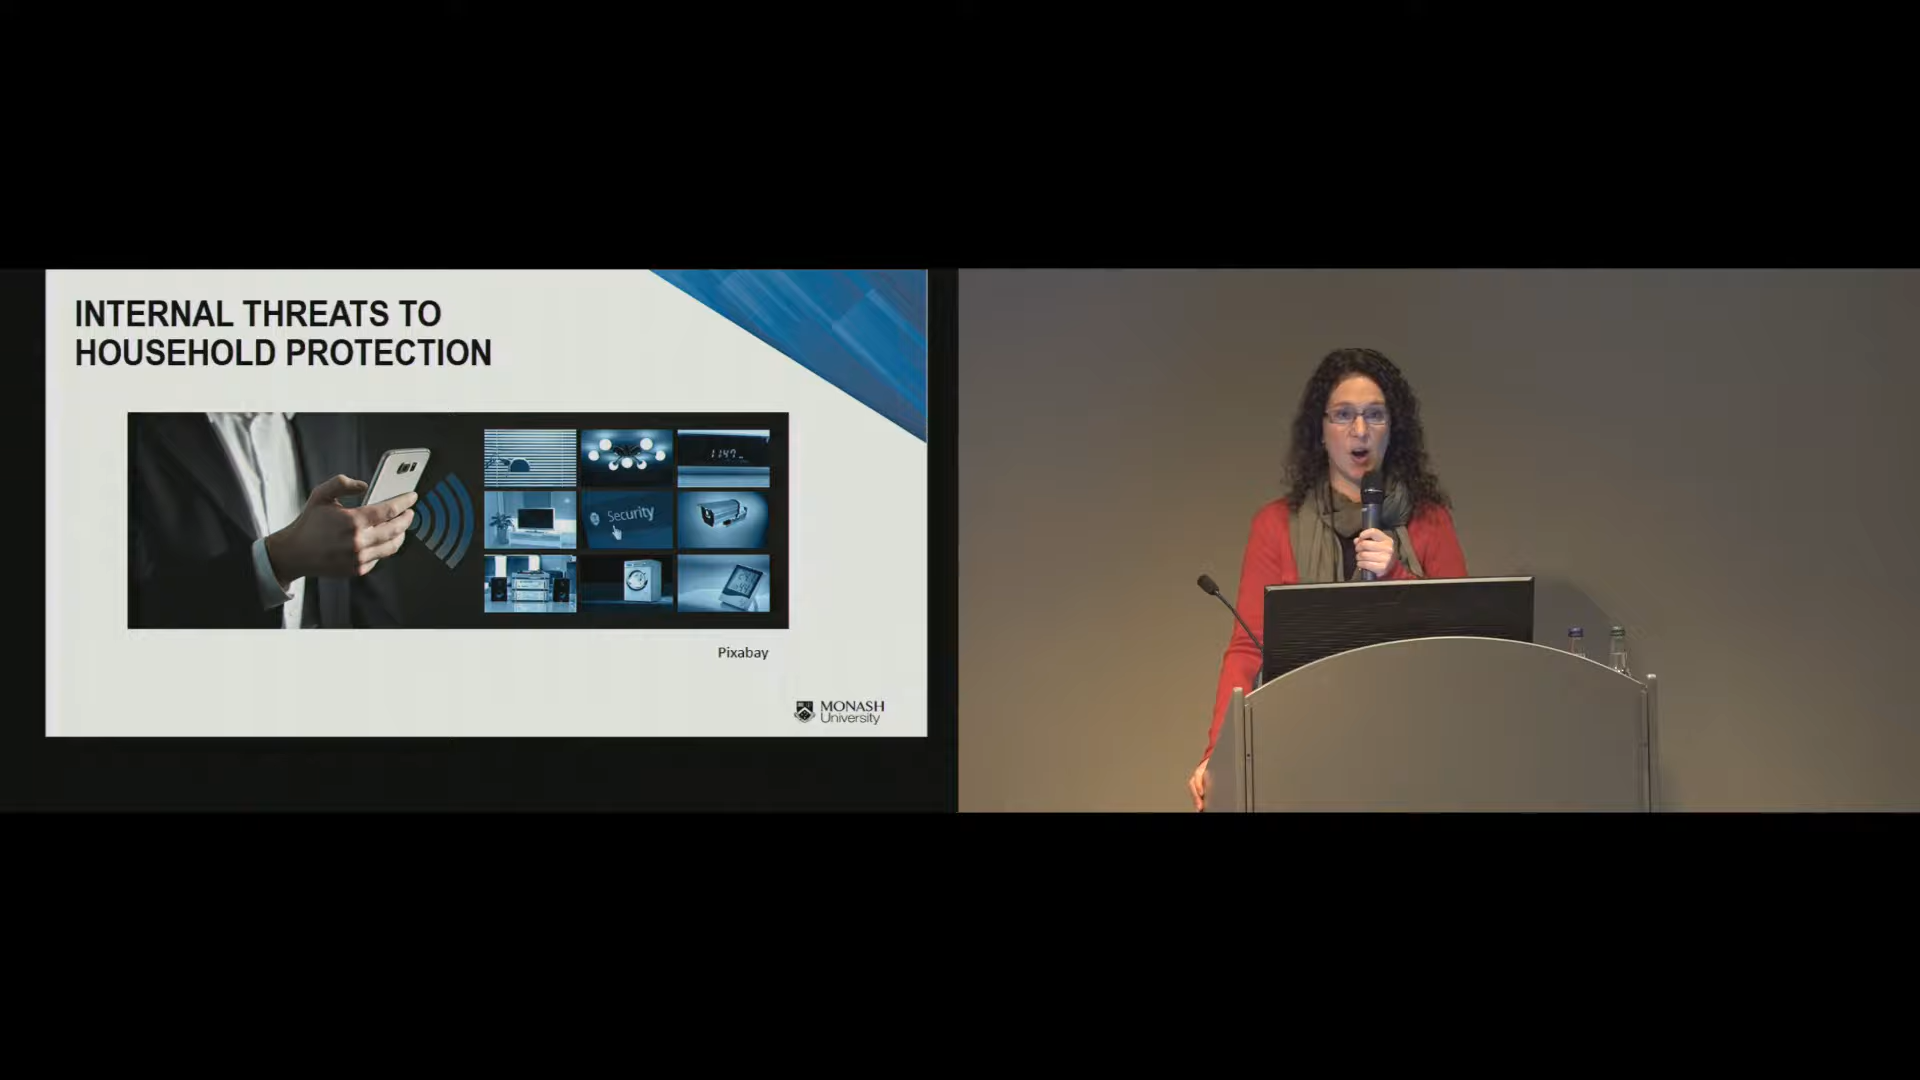 INTERNAL THREATS TO
HOUSEHOLD PROTECTION
Security
Pixabay
MONASH
University